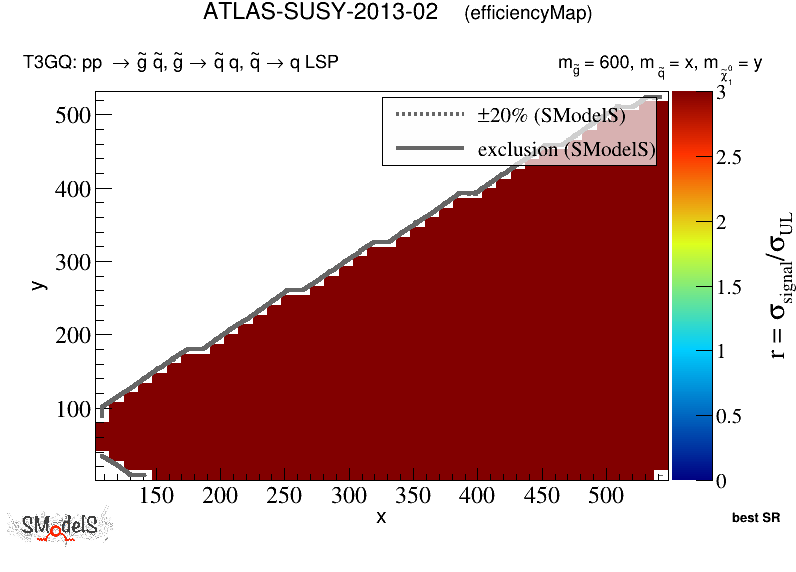 ATLAS-SUSY-2013-02 (efficiencyMap)
T3GQ: pp → g̃ q̃, g̃ → q̃ q, q̃ → q LSP
m_g̃ = 600, m_q̃ = x, m_χ̃₁⁰ = y
±20% (SModelS)
exclusion (SModelS)
500
400
300
200
100
y
150 200 250 300 350 400 450 500
x
3
2.5
2
1.5
1
0.5
0
r = σ_signal/σ_UL
SModelS
best SR